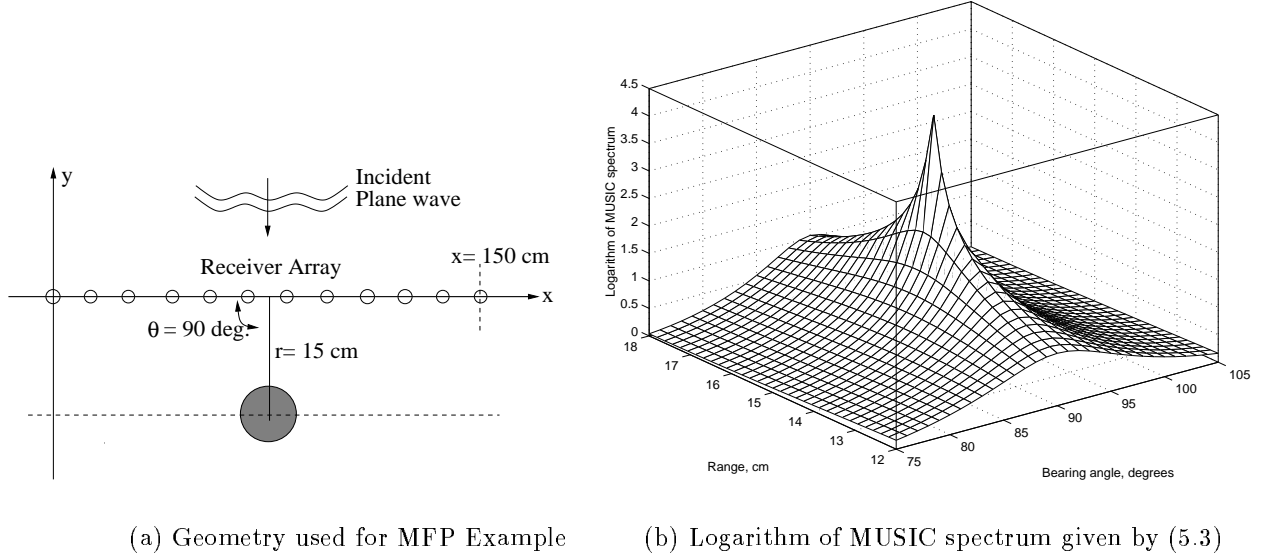 y
Incident
Plane wave
Receiver Array
x= 150 cm
x
θ = 90 deg.
r= 15 cm
(a) Geometry used for MFP Example
4.5
4
3.5
3
2.5
2
1.5
1
0.5
0
Logarithm of MUSIC spectrum
18
17
16
15
14
13
12
Range, cm
75
80
85
90
95
100
105
Bearing angle, degrees
(b) Logarithm of MUSIC spectrum given by (5.3)